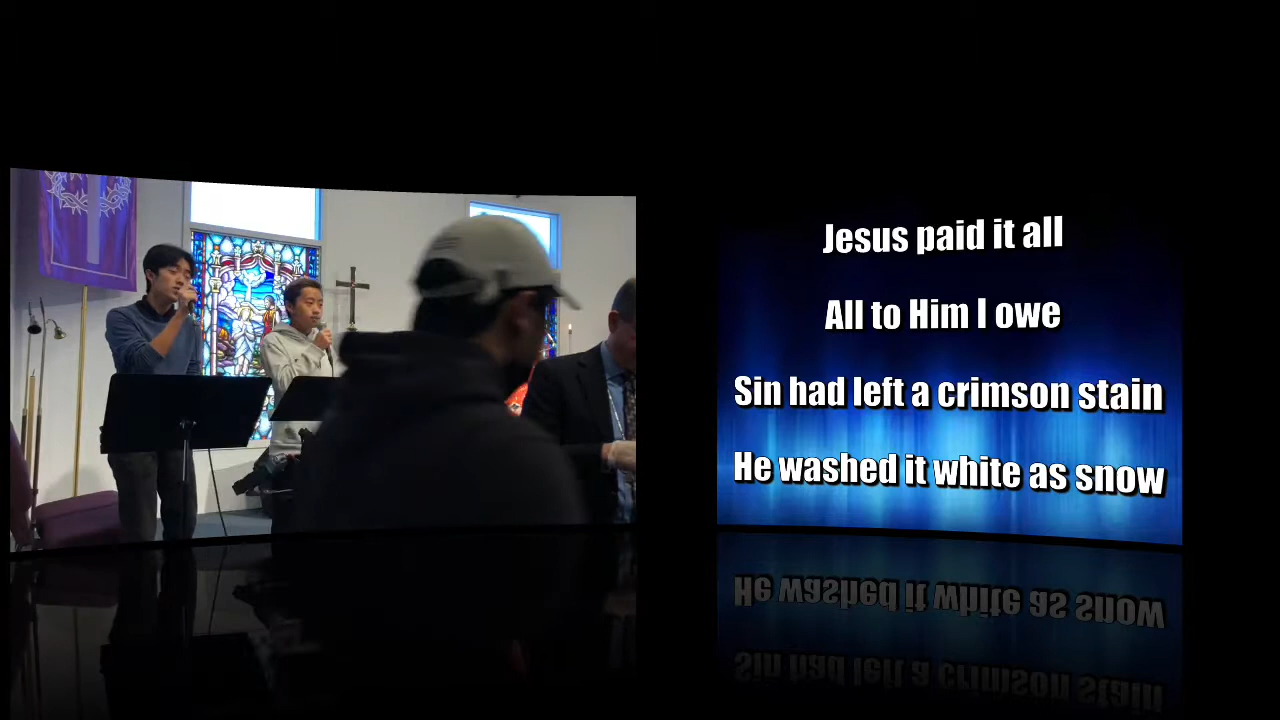 Jesus paid it all
All to Him I owe
Sin had left a crimson stain
He washed it white as snow